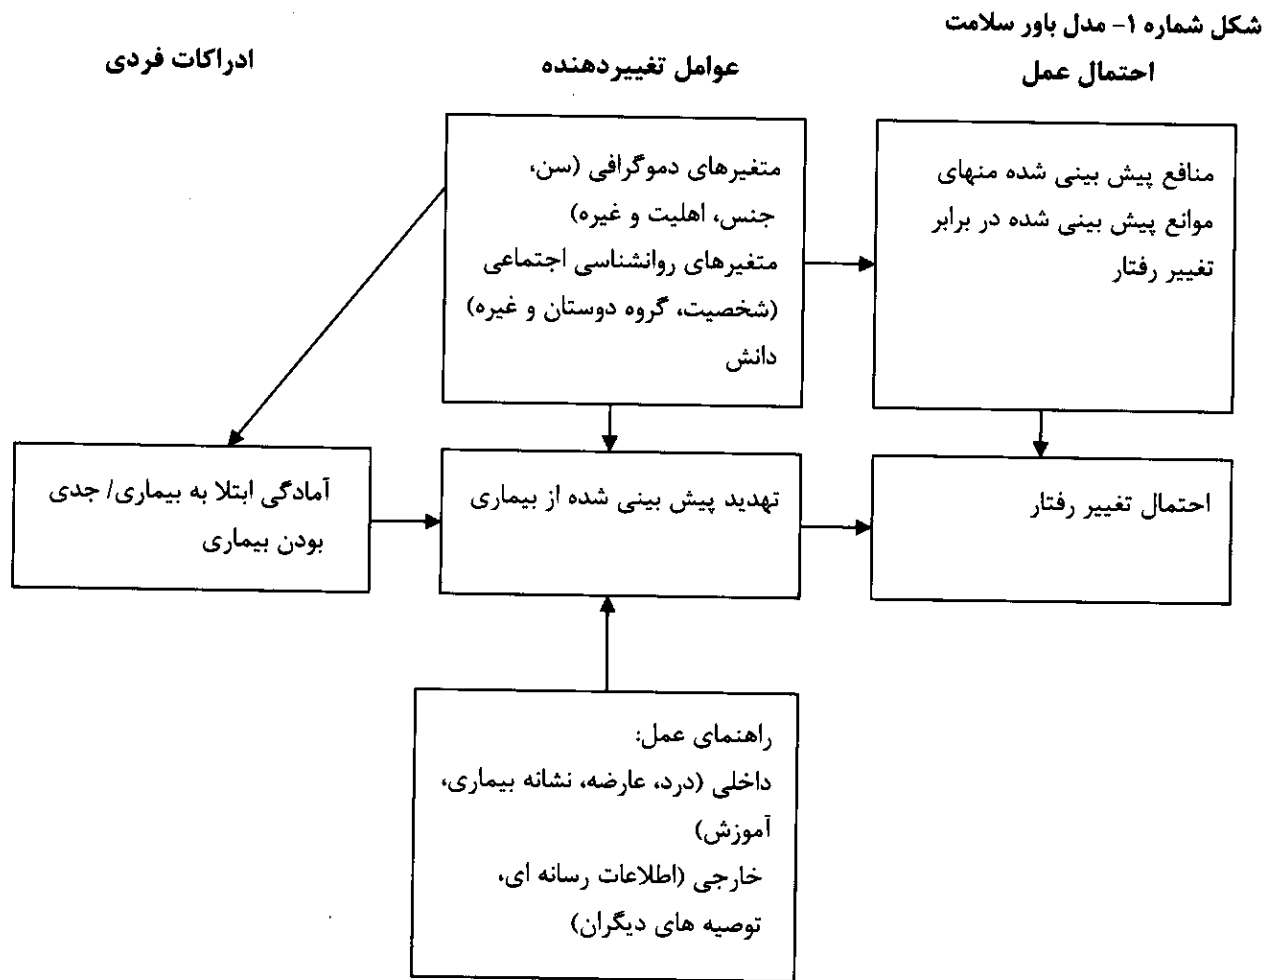 شکل شماره ۱- مدل باور سلامت
احتمال عمل
عوامل تغییردهنده
ادراکات فردی
منافع پیش بینی شده منهای
موانع پیش بینی شده در برابر
تغییر رفتار
متغیرهای دموگرافی (سن،
جنس، اهلیت و غیره)
متغیرهای روانشناسی اجتماعی
(شخصیت، گروه دوستان و غیره)
دانش
احتمال تغییر رفتار
تهدید پیش بینی شده از بیماری
آمادگی ابتلا به بیماری/ جدی
بودن بیماری
راهنمای عمل:
داخلی (درد، عارضه، نشانه بیماری،
آموزش)
خارجی (اطلاعات رسانه ای،
توصیه های دیگران)